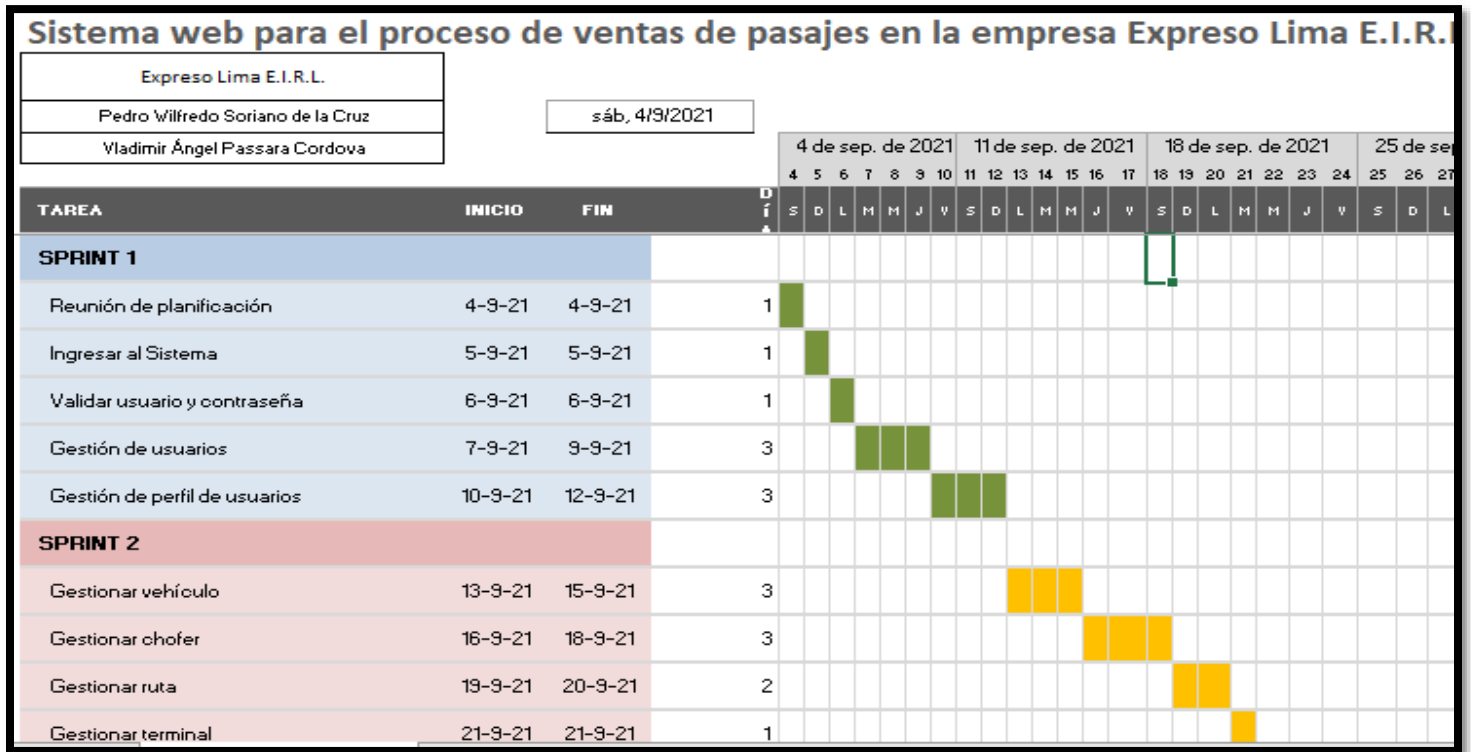 Sistema web para el proceso de ventas de pasajes en la empresa Expreso Lima E.I.R.
Expreso Lima E.I.R.L.
Pedro Wilfredo Soriano de la Cruz sáb, 4/9/2021
Vladimir Ángel Passara Cordova 4 de sep. de 2021 11 de sep. de 2021 18 de sep. de 2021 25 de
4 5 6 7 8 9 10 11 12 13 14 15 16 17 18 19 20 21 22 23 24 25 26 27
TAREA INICIO FIN DÍ S D L M M J V S D L M M J V S D L M M J V S D L
SPRINT 1
Reunión de planificación 4-9-21 4-9-21 1
Ingresar al Sistema 5-9-21 5-9-21 1
Validar usuario y contraseña 6-9-21 6-9-21 1
Gestión de usuarios 7-9-21 9-9-21 3
Gestión de perfil de usuarios 10-9-21 12-9-21 3
SPRINT 2
Gestionar vehículo 13-9-21 15-9-21 3
Gestionar chofer 16-9-21 18-9-21 3
Gestionar ruta 19-9-21 20-9-21 2
Gestionar terminal 21-9-21 21-9-21 1